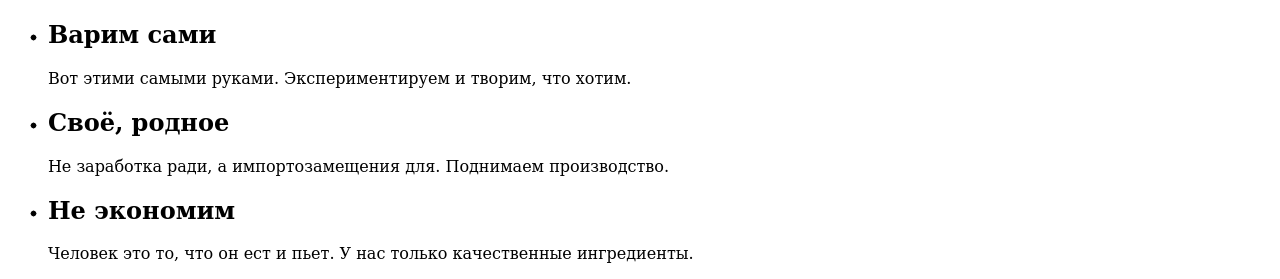 Варим сами
Вот этими самыми руками. Экспериментируем и творим, что хотим.
Своё, родное
Не заработка ради, а импортозамещения для. Поднимаем производство.
Не экономим
Человек это то, что он ест и пьет. У нас только качественные ингредиенты.